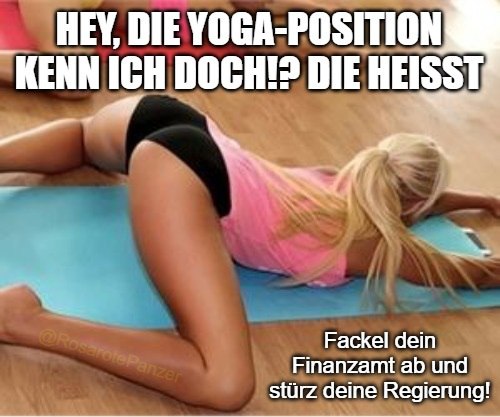 HEY, DIE YOGA-POSITION
KENN ICH DOCH!? DIE HEISST
@RosarotePanzer
Fackel dein
Finanzamt ab und
stürz deine Regierung!